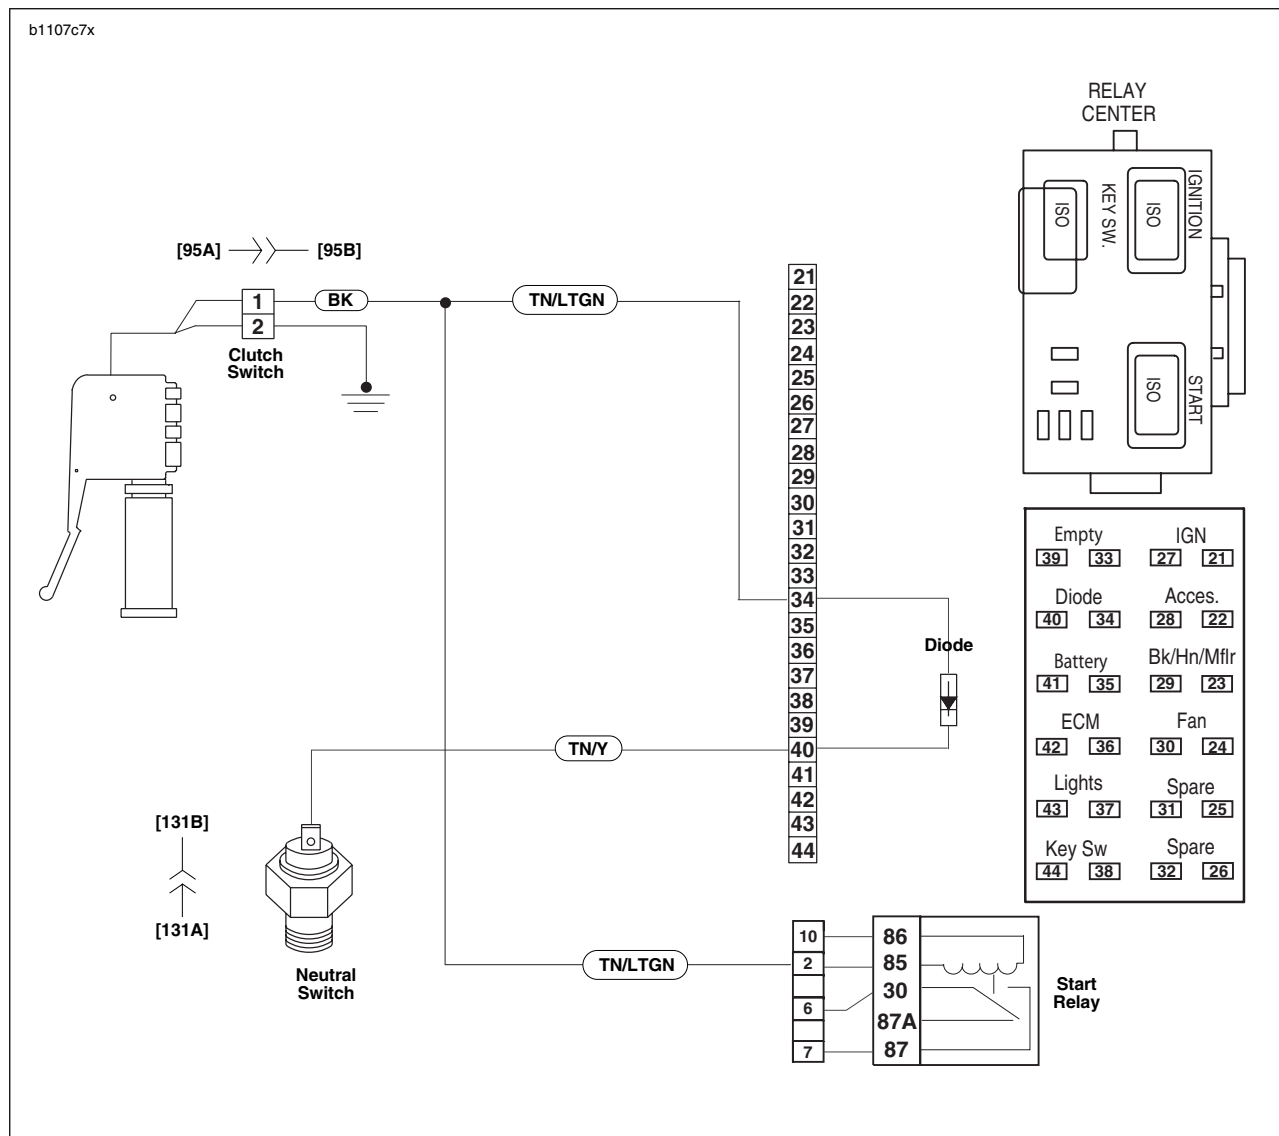 b1107c7x
RELAY
CENTER
ISO
KEY SW.
ISO
IGNITION
ISO
START
[95A]
[95B]
1
2
BK
TN/LTGN
Clutch
Switch
21
22
23
24
25
26
27
28
29
30
31
32
33
34
35
36
37
38
39
40
41
42
43
44
Diode
TN/Y
[131B]
[131A]
Neutral
Switch
Empty IGN
39 33 27 21
Diode Acces.
40 34 28 22
Battery Bk/Hn/Mflr
41 35 29 23
ECM Fan
42 36 30 24
Lights Spare
43 37 31 25
Key Sw Spare
44 38 32 26
TN/LTGN
10 86
2 85
30
6
87A
7 87
Start
Relay